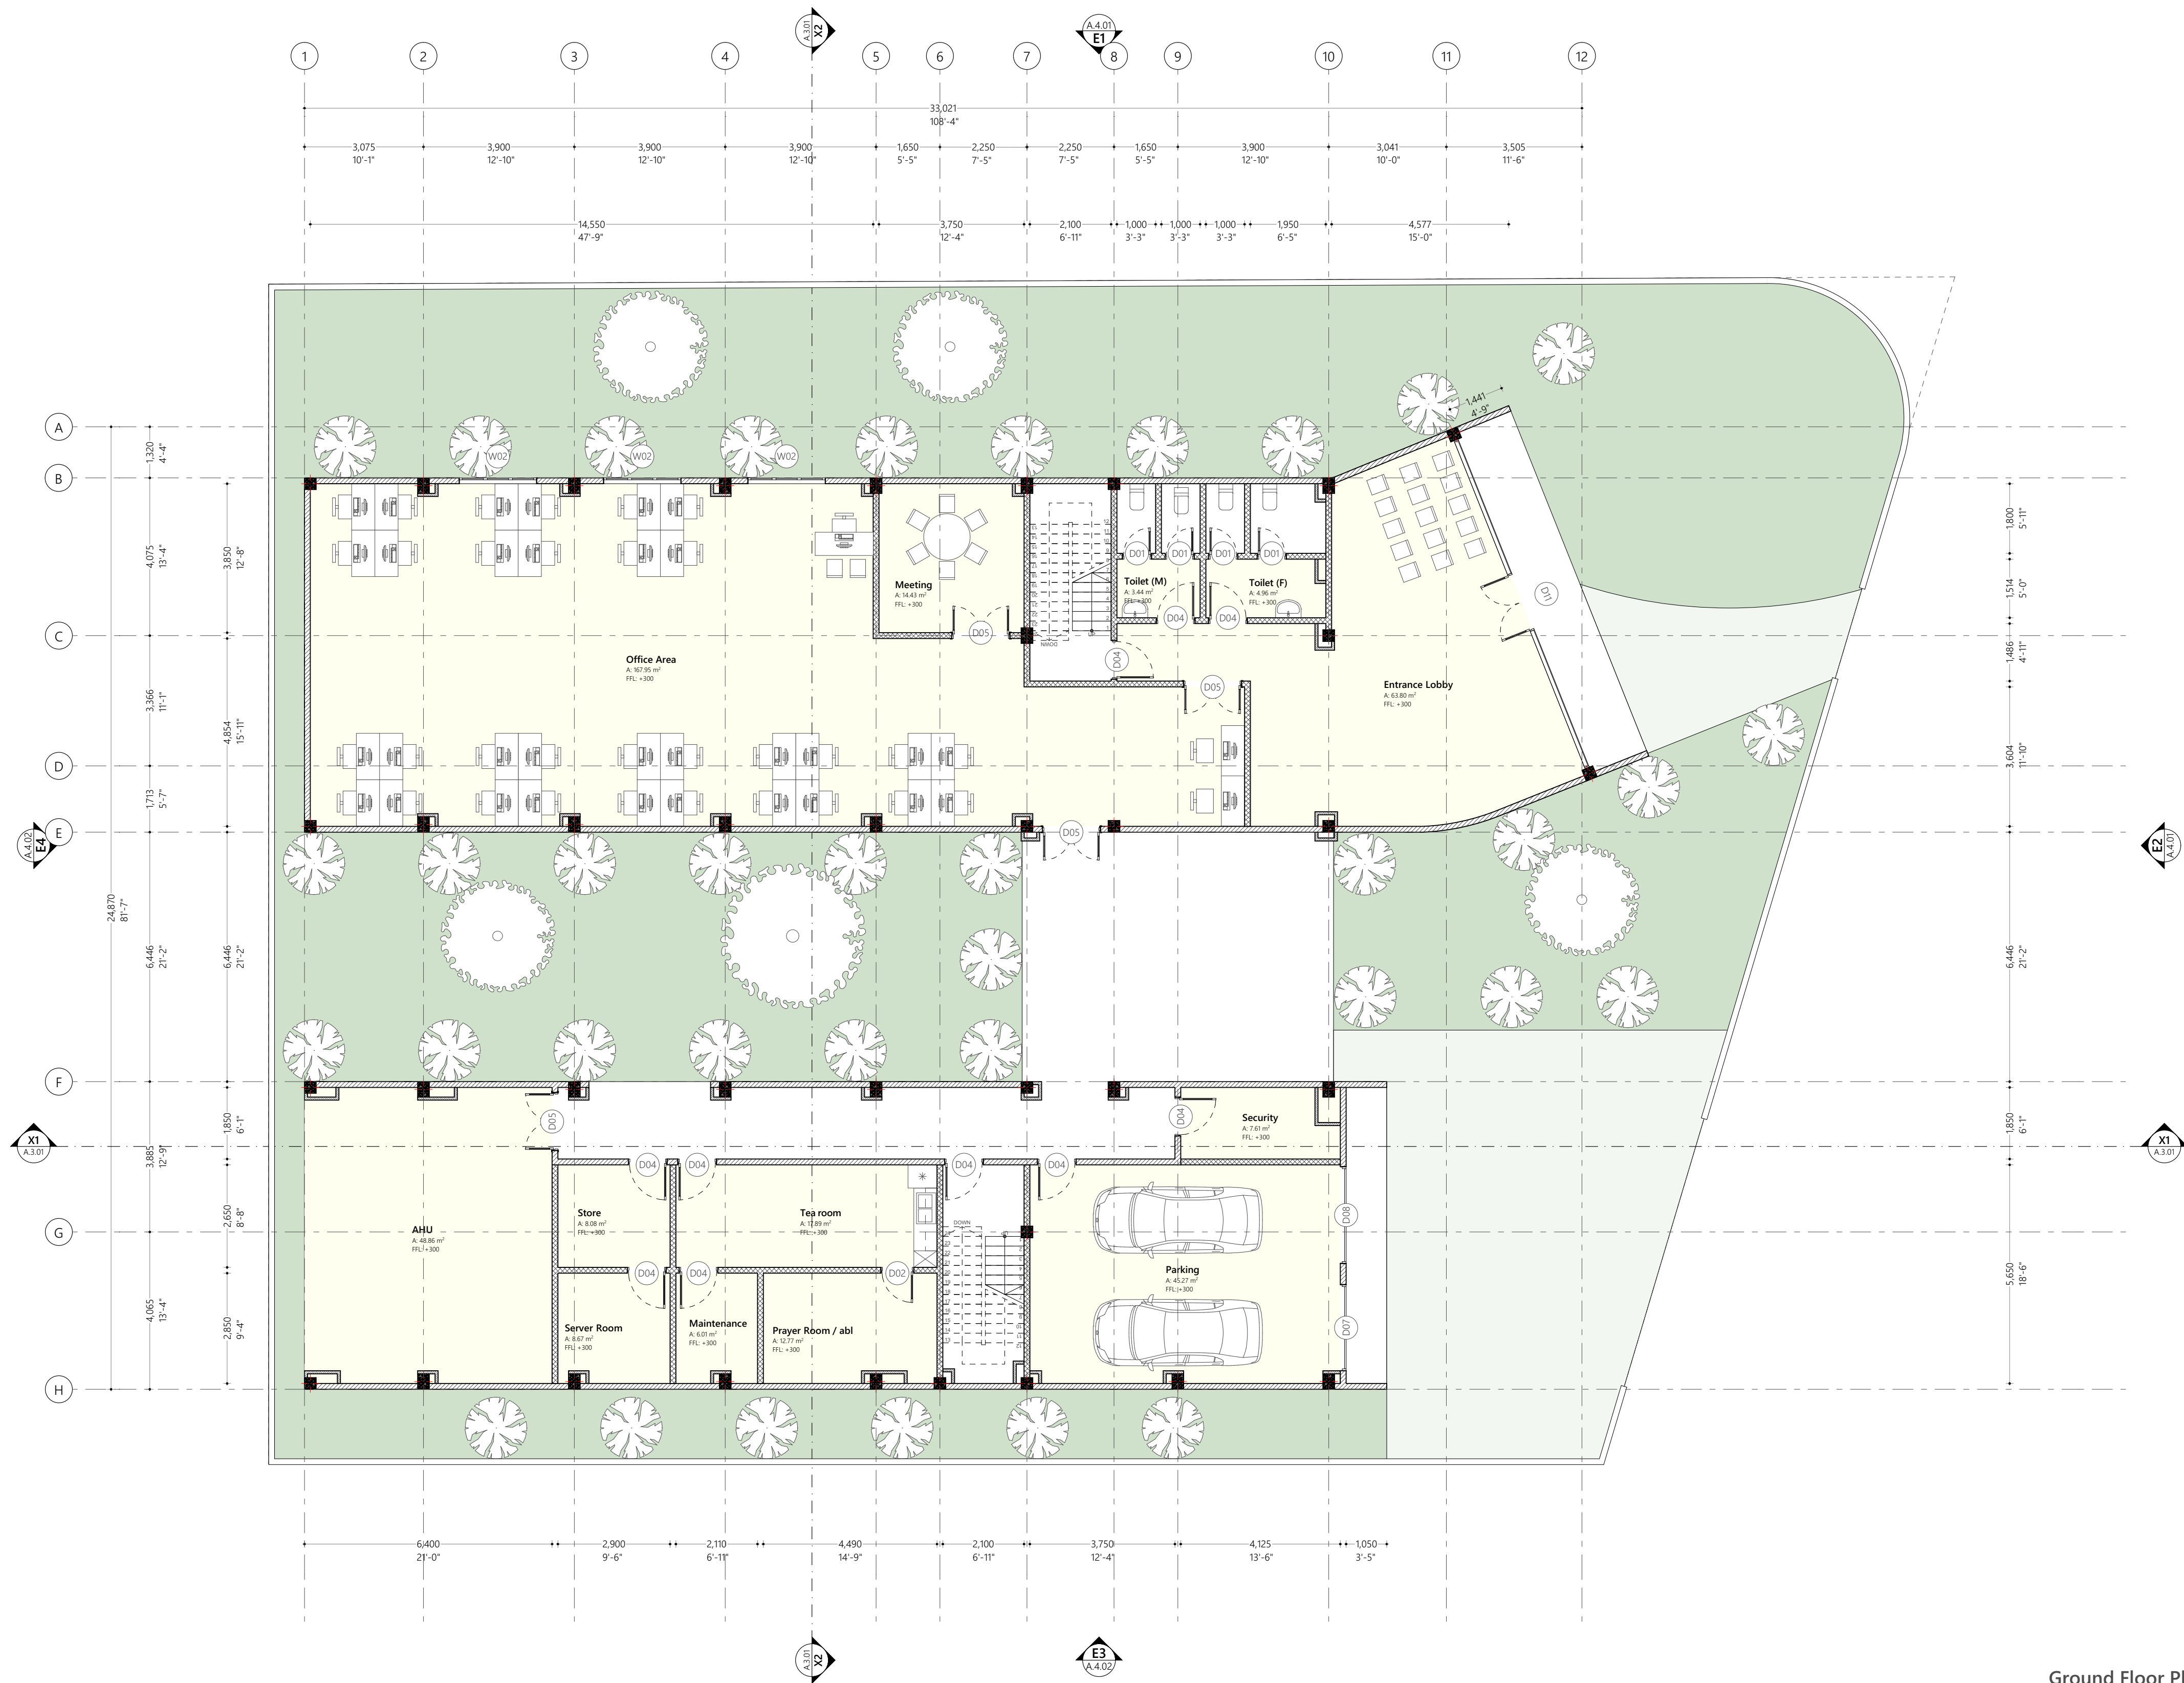 A.3.01
X2
A.4.01
E1
1
2
3
4
5
6
7
8
9
10
11
12
33,021
108'-4"
3,075
3,900
3,900
3,900
1,650
2,250
2,250
1,650
3,900
3,041
3,505
10'-1"
12'-10"
12'-10"
12'-10"
5'-5"
7'-5"
7'-5"
5'-5"
12'-10"
10'-0"
11'-6"
14,550
3,750
2,100
1,000
1,000
1,000
1,950
4,577
47'-9"
12'-4"
6'-11"
3'-3"
3'-3"
3'-3"
6'-5"
15'-0"
1,441
4'-9"
A
B
C
D
E
F
G
H
1,320
4'-4"
4,075
13'-4"
3,366
11'-1"
1,713
5'-7"
6,446
21'-2"
3,885
12'-9"
4,065
13'-4"
24,870
81'-7"
3,850
12'-8"
4,854
15'-11"
6,446
21'-2"
1,850
6'-1"
2,650
8'-8"
2,850
9'-4"
W02
W02
W02
Meeting
A: 14.43 m²
FFL: +300
D05
Office Area
A: 167.95 m²
FFL: +300
DOWN
D01
D01
D01
D01
Toilet (M)
A: 3.44 m²
FFL: +300
Toilet (F)
A: 4.96 m²
FFL: +300
D04
D04
D04
D05
D11
Entrance Lobby
A: 63.80 m²
FFL: +300
D05
1,800
5'-11"
1,514
5'-0"
1,486
4'-11"
3,604
11'-10"
6,446
21'-2"
1,850
6'-1"
5,650
18'-6"
A.4.02
E4
E2
A.4.01
X1
A.3.01
X1
A.3.01
D05
D04
Security
A: 7.61 m²
FFL: +300
D04
D04
D04
D04
AHU
A: 48.86 m²
FFL: +300
Store
A: 8.08 m²
FFL: +300
Tea room
A: 17.89 m²
FFL: +300
DOWN
D08
Parking
A: 45.27 m²
FFL: +300
D04
D04
D02
D07
Server Room
A: 8.67 m²
FFL: +300
Maintenance
A: 6.01 m²
FFL: +300
Prayer Room / abl
A: 12.77 m²
FFL: +300
6,400
2,900
2,110
4,490
2,100
3,750
4,125
1,050
21'-0"
9'-6"
6'-11"
14'-9"
6'-11"
12'-4"
13'-6"
3'-5"
A.3.01
X2
E3
A.4.02
Ground Floor Pl